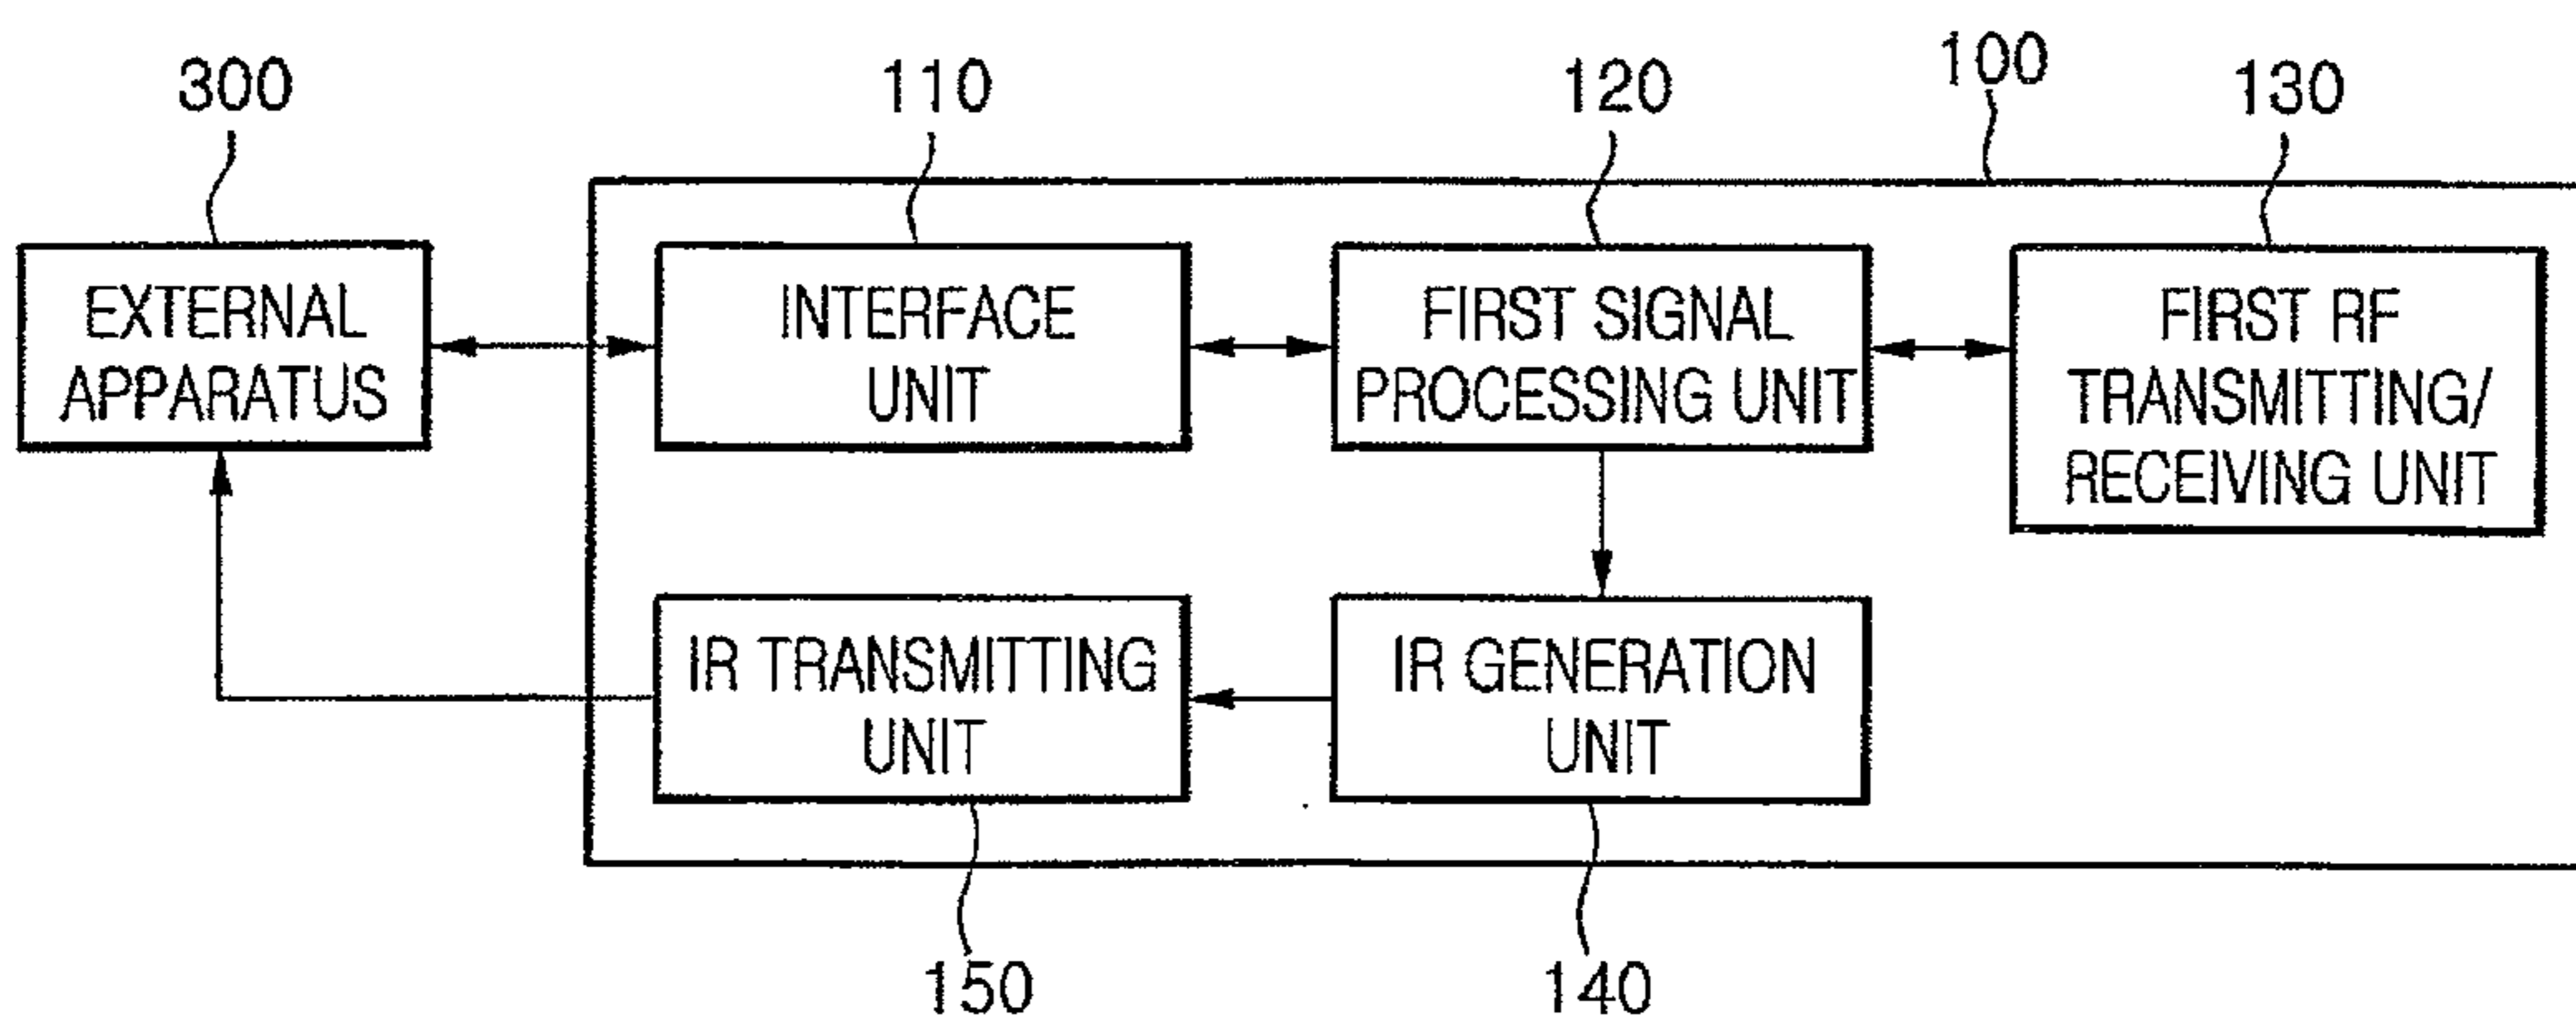 300
110
120
100
130
EXTERNAL
APPARATUS
INTERFACE
UNIT
FIRST SIGNAL
PROCESSING UNIT
FIRST RF
TRANSMITTING/
RECEIVING UNIT
IR TRANSMITTING
UNIT
IR GENERATION
UNIT
150
140